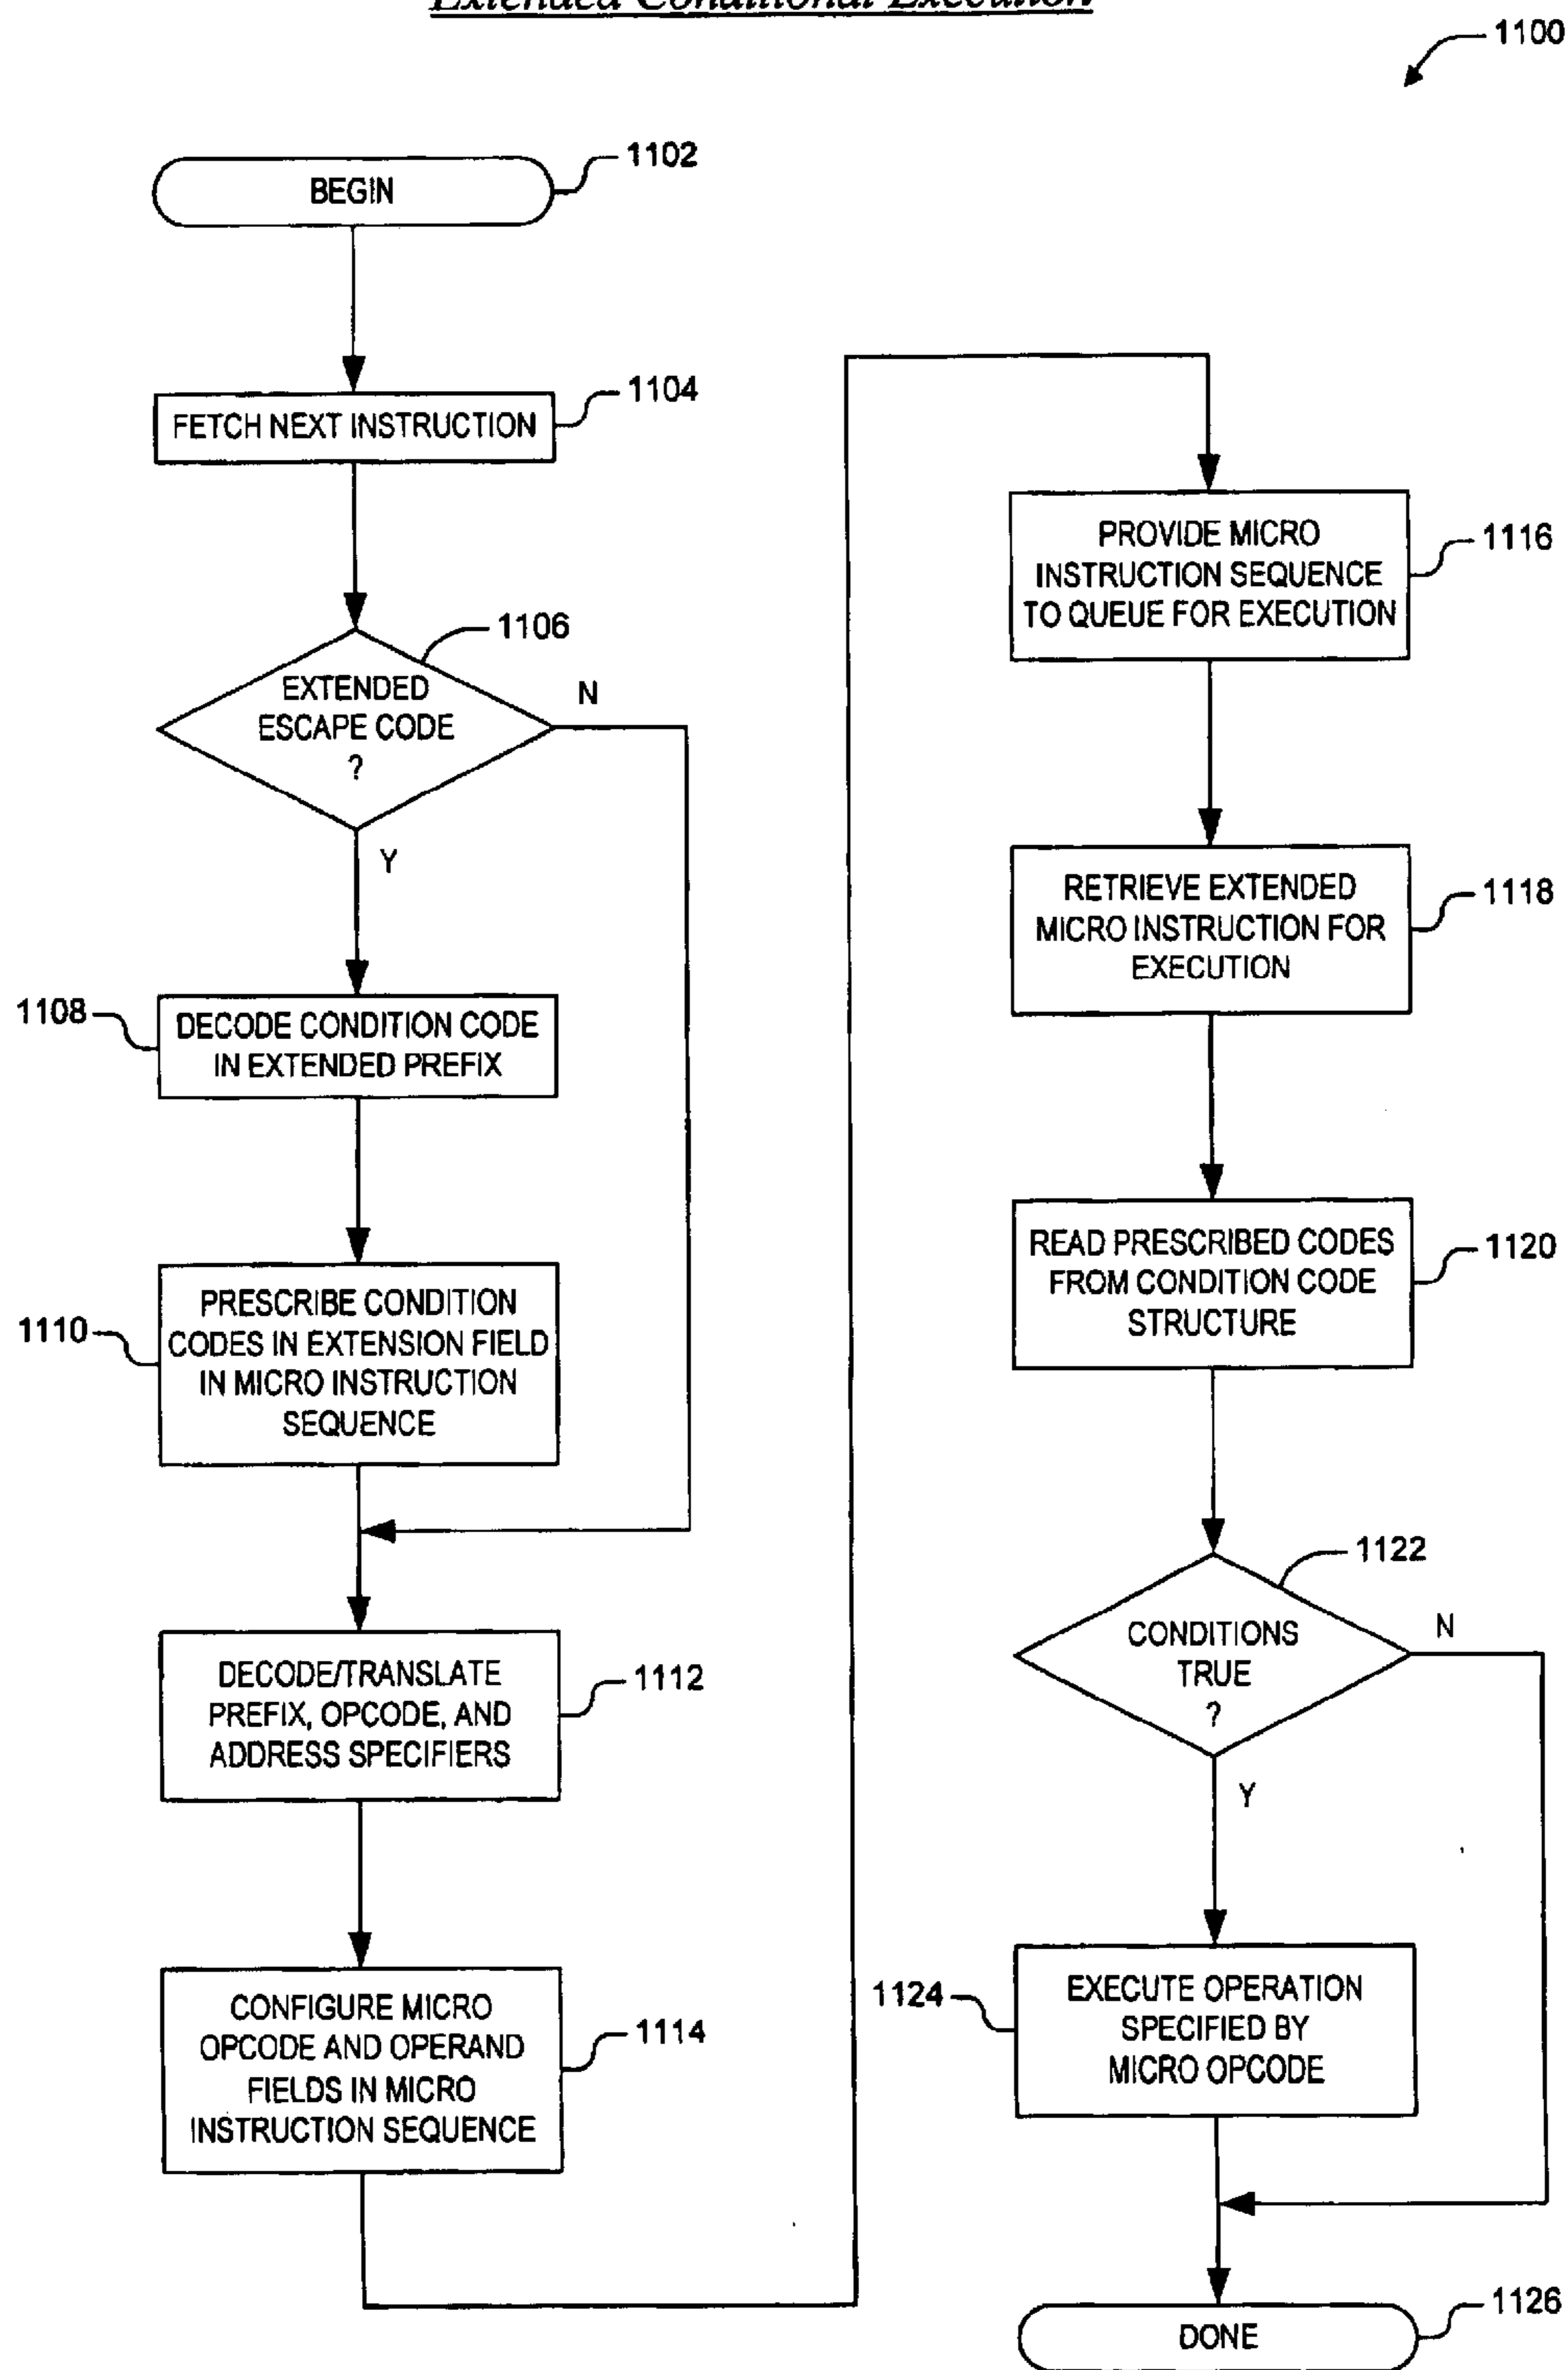 Extended Conditional Execution
1100
BEGIN
1102
FETCH NEXT INSTRUCTION
1104
EXTENDED
ESCAPE CODE
?
1106
N
Y
1108
DECODE CONDITION CODE
IN EXTENDED PREFIX
1110
PRESCRIBE CONDITION
CODES IN EXTENSION FIELD
IN MICRO INSTRUCTION
SEQUENCE
DECODE/TRANSLATE
PREFIX, OPCODE, AND
ADDRESS SPECIFIERS
1112
CONFIGURE MICRO
OPCODE AND OPERAND
FIELDS IN MICRO
INSTRUCTION SEQUENCE
1114
PROVIDE MICRO
INSTRUCTION SEQUENCE
TO QUEUE FOR EXECUTION
1116
RETRIEVE EXTENDED
MICRO INSTRUCTION FOR
EXECUTION
1118
READ PRESCRIBED CODES
FROM CONDITION CODE
STRUCTURE
1120
CONDITIONS
TRUE
?
1122
N
Y
1124
EXECUTE OPERATION
SPECIFIED BY
MICRO OPCODE
DONE
1126